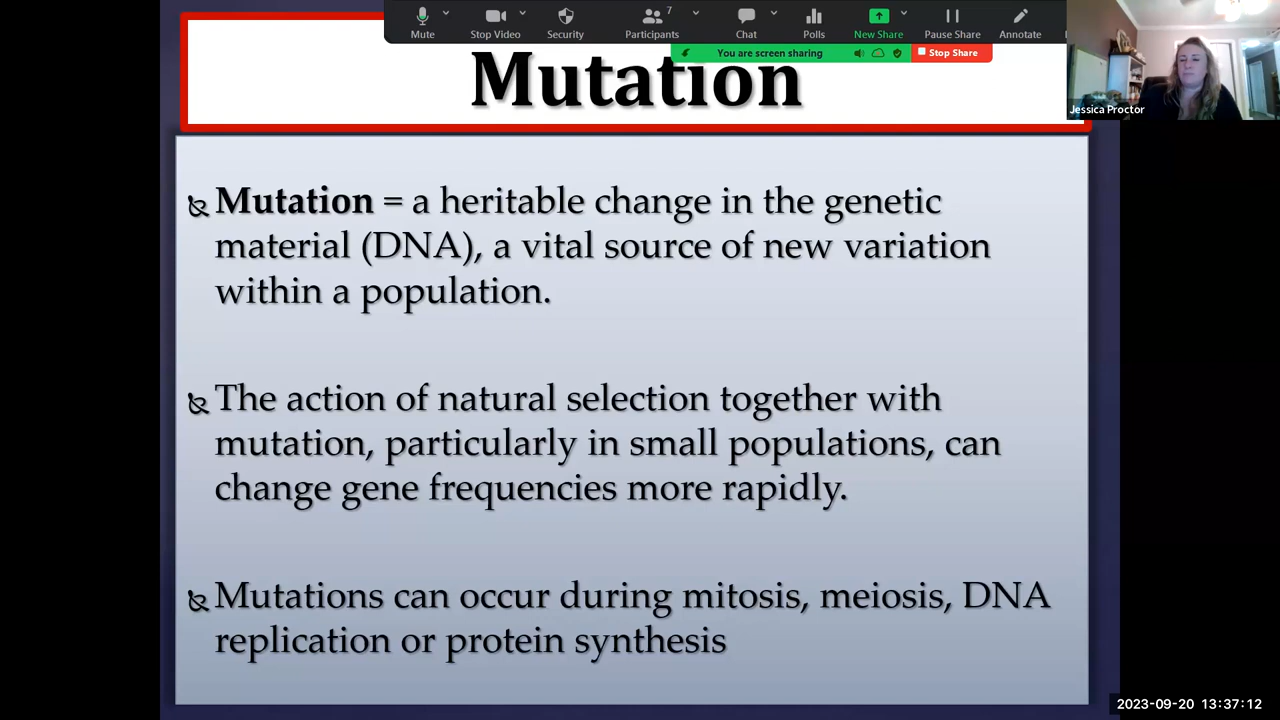 Mute
Stop Video
Security
Participants
7
Chat
Polls
New Share
Pause Share
Annotate
You are screen sharing
Stop Share
Jessica Proctor
Mutation
Mutation = a heritable change in the genetic
material (DNA), a vital source of new variation
within a population.
The action of natural selection together with
mutation, particularly in small populations, can
change gene frequencies more rapidly.
Mutations can occur during mitosis, meiosis, DNA
replication or protein synthesis
2023-09-20 13:37:12